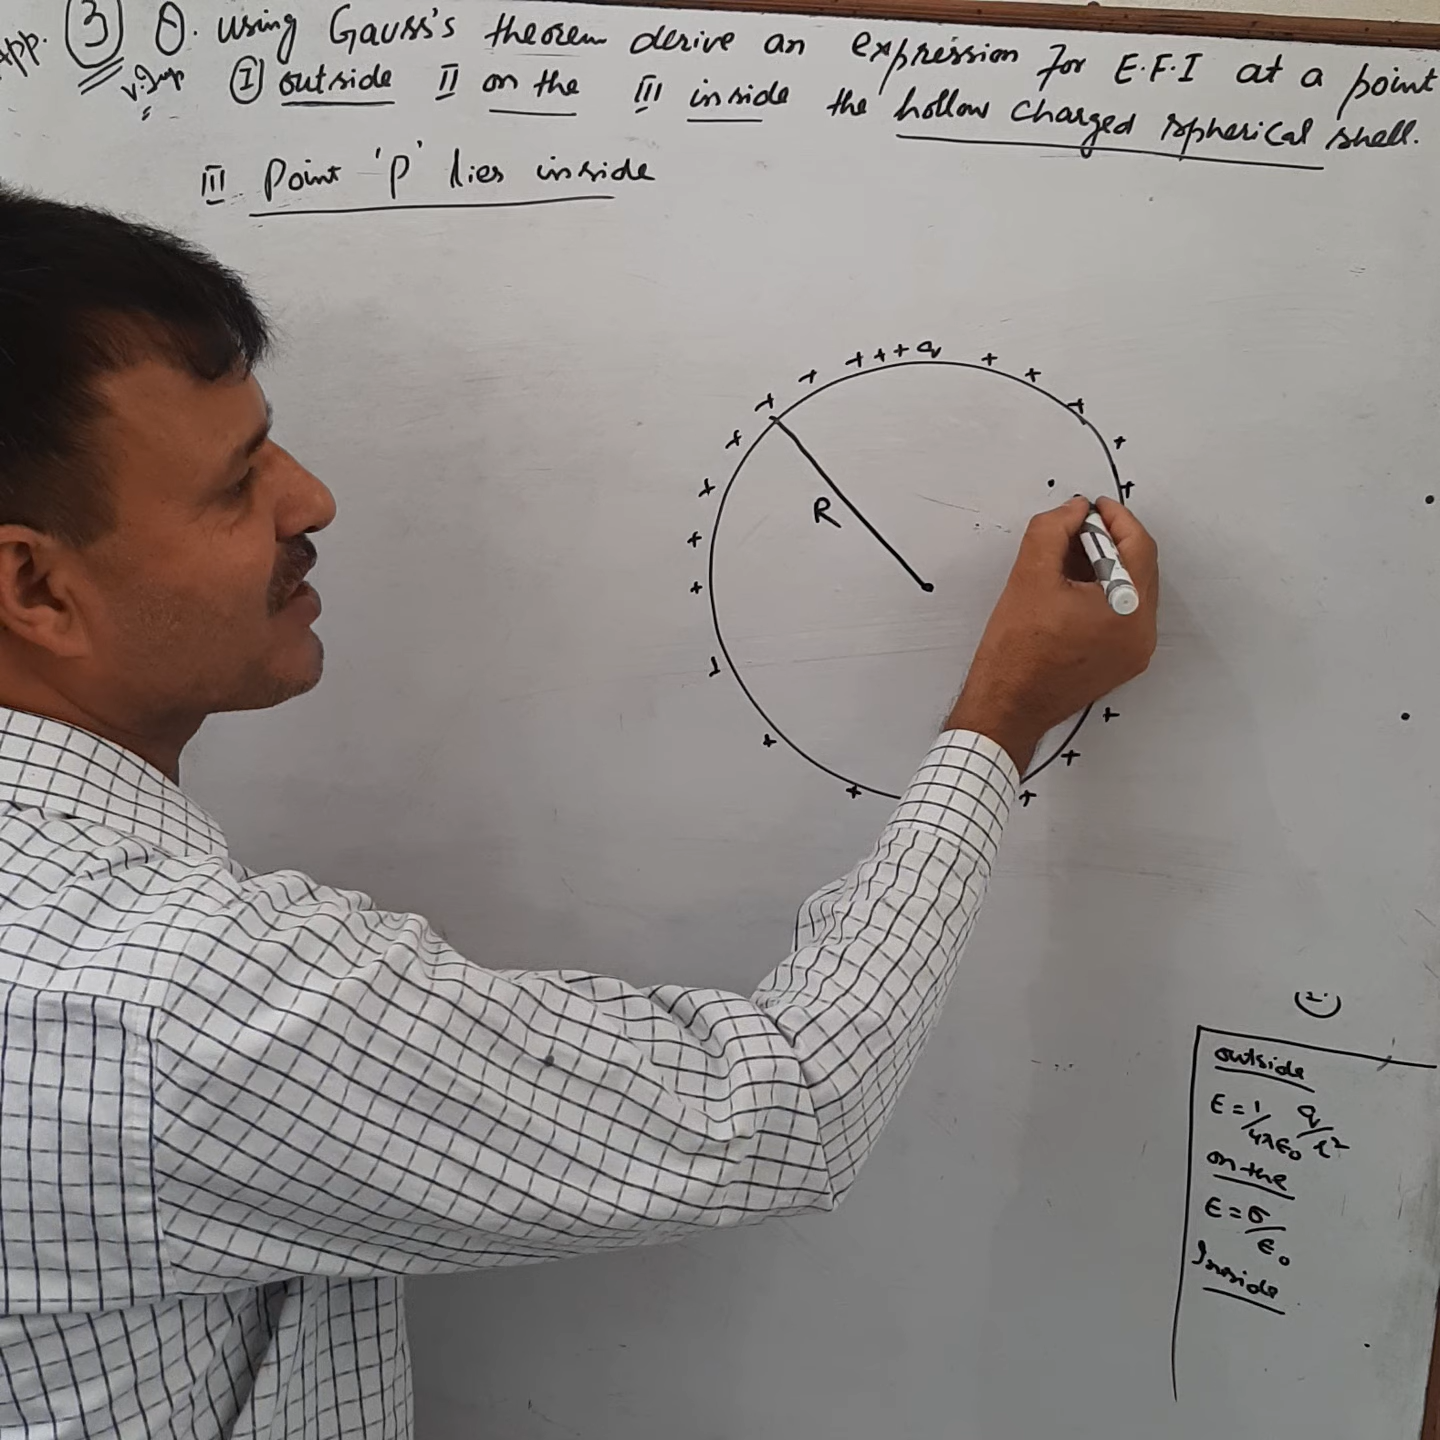 App. 3 Q. Using Gauss's theorem derive an expression for E.F.I at a point
v.Imp I outside II on the III inside the hollow charged spherical shell.
III Point 'P' lies inside
+ + + q + +
R
outside
E = 1/4πε₀ q/r²
on the
E = σ/ε₀
Inside